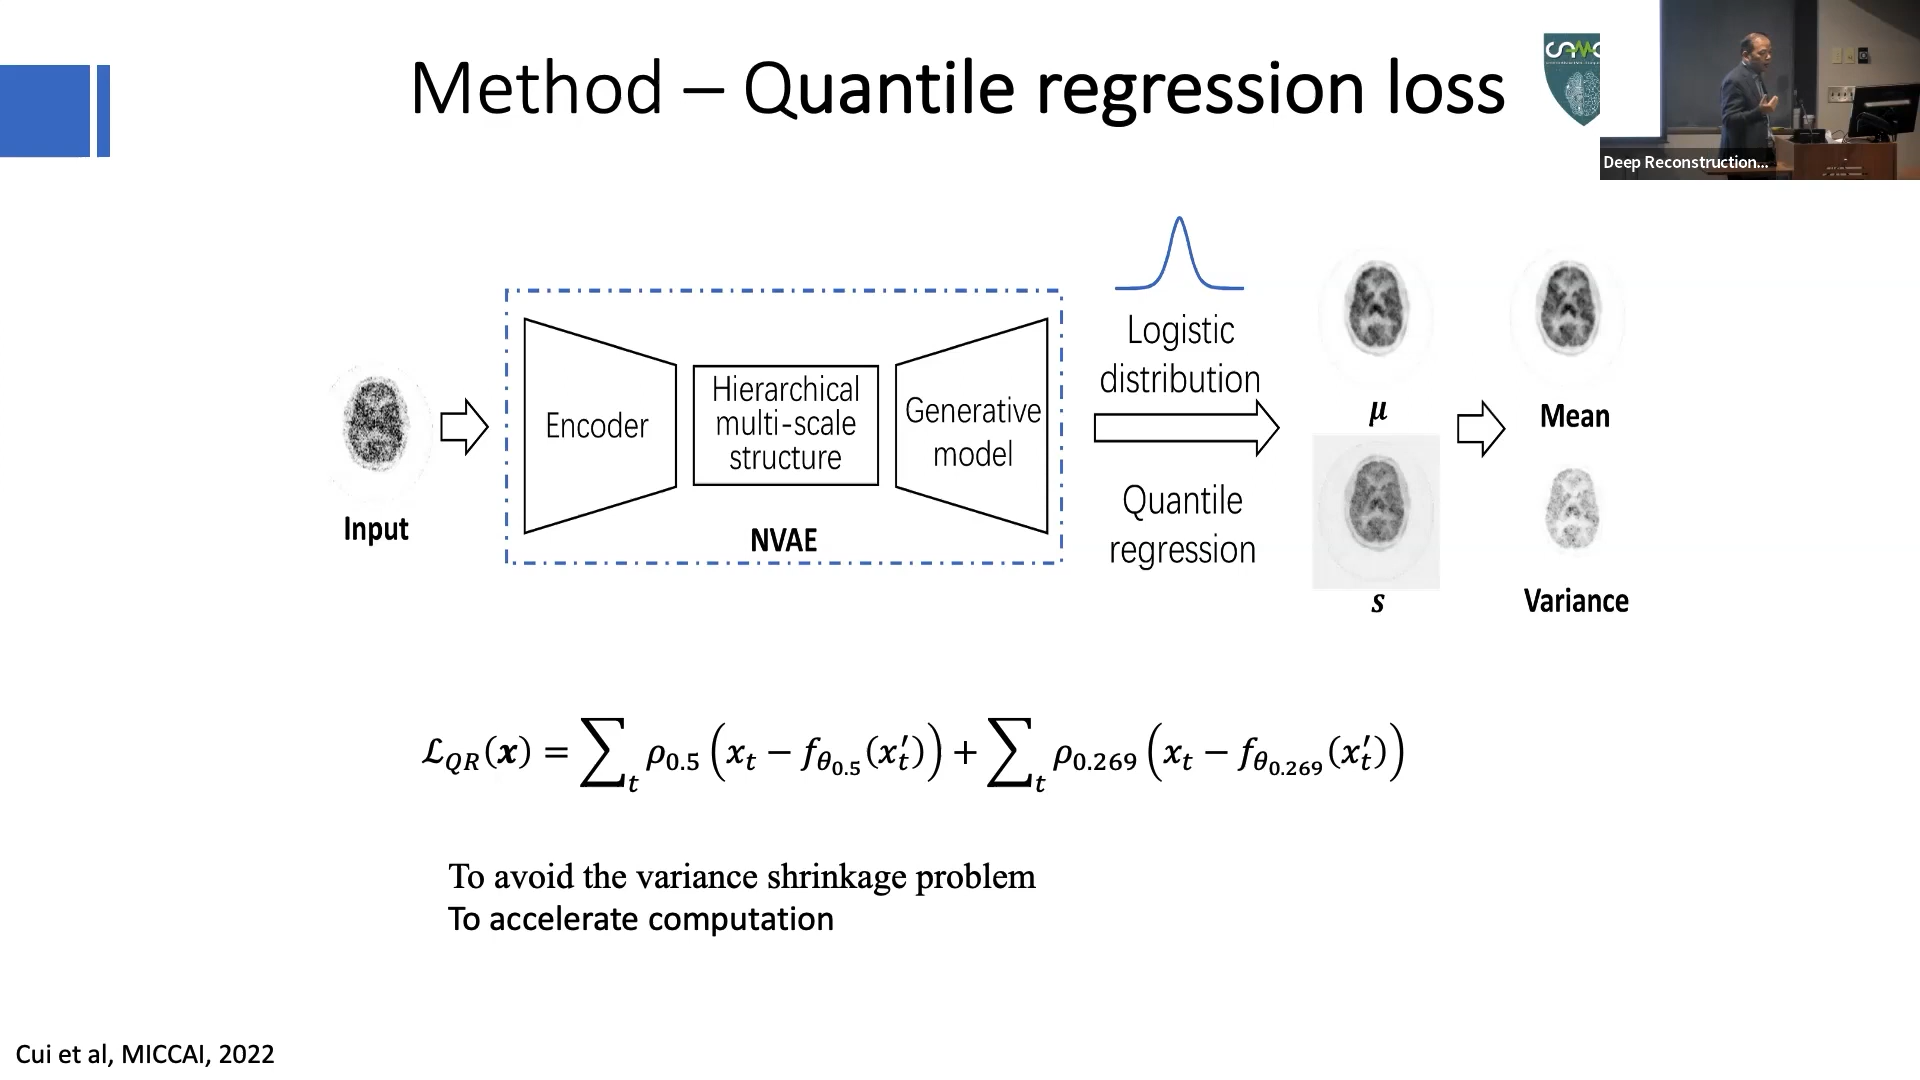 Method – Quantile regression loss
Deep Reconstruction...
Input
Encoder
Hierarchical
multi-scale
structure
Generative
model
NVAE
Logistic
distribution
Quantile
regression
μ
s
Mean
Variance
ℒ_QR(x) = ∑_t ρ_0.5 (x_t − f_θ_0.5(x′_t)) + ∑_t ρ_0.269 (x_t − f_θ_0.269(x′_t))
To avoid the variance shrinkage problem
To accelerate computation
Cui et al, MICCAI, 2022